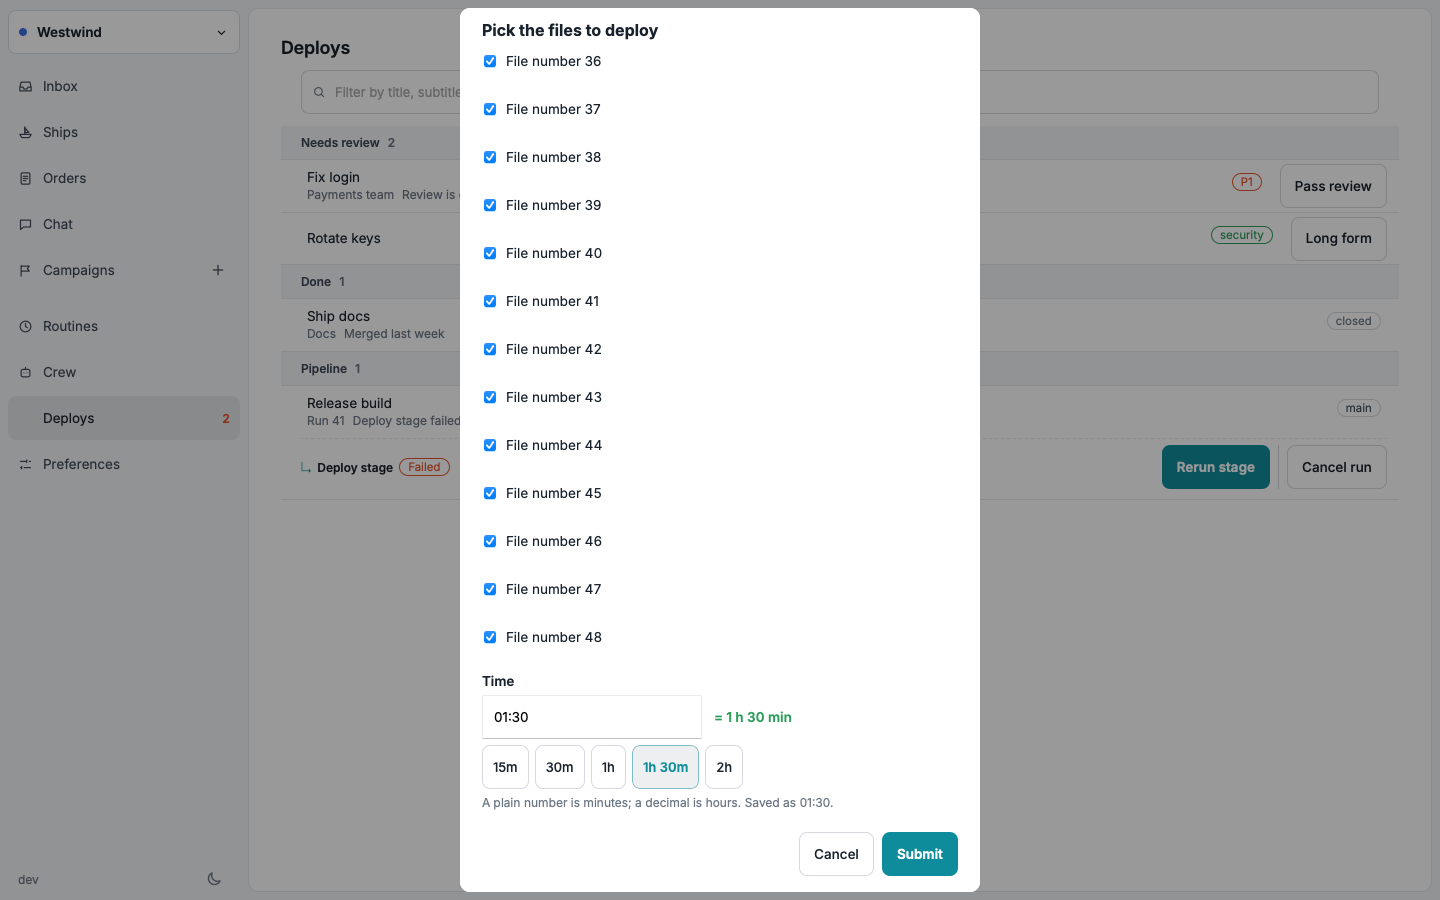 Westwind
Inbox
Ships
Orders
Chat
Campaigns
Routines
Crew
Deploys 2
Preferences
dev
Deploys
Filter by title, subtitle
Needs review 2
Fix login
Payments team Review is
P1
Pass review
Rotate keys
security
Long form
Done 1
Ship docs
Docs Merged last week
closed
Pipeline 1
Release build
Run 41 Deploy stage failed
main
Deploy stage Failed
Rerun stage
Cancel run
Pick the files to deploy
File number 36
File number 37
File number 38
File number 39
File number 40
File number 41
File number 42
File number 43
File number 44
File number 45
File number 46
File number 47
File number 48
Time
01:30 = 1 h 30 min
15m 30m 1h 1h 30m 2h
A plain number is minutes; a decimal is hours. Saved as 01:30.
Cancel Submit